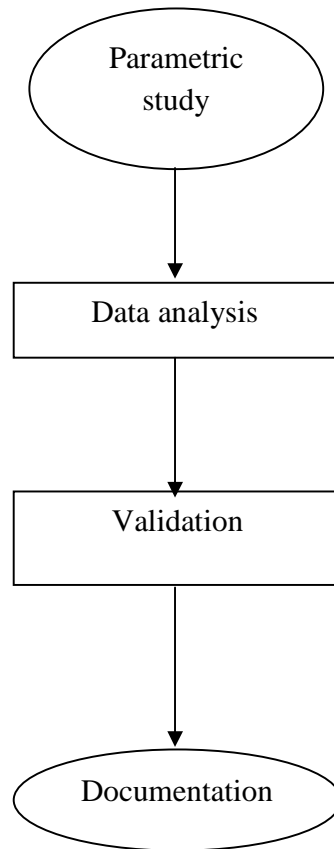 Parametric
study
Data analysis
Validation
Documentation